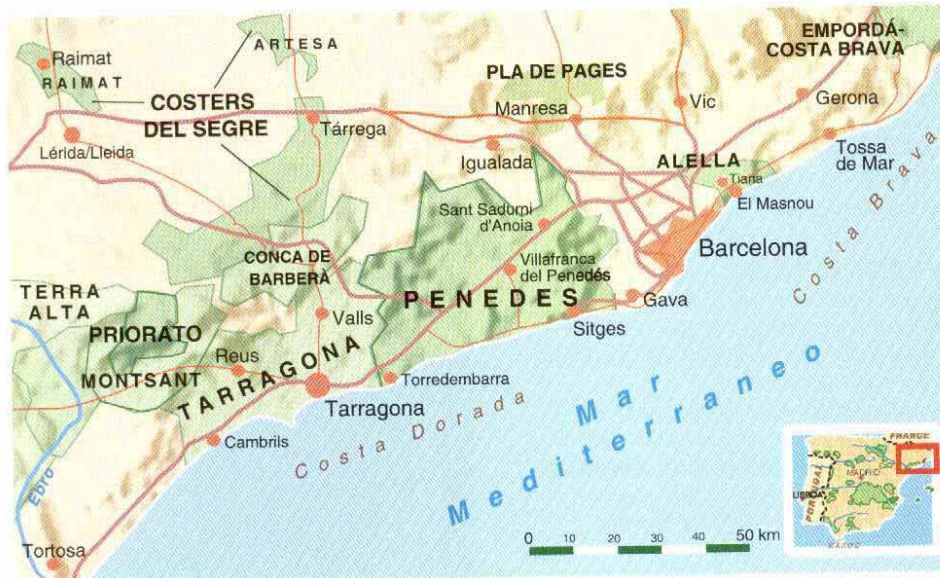 EMPORDÁ-
COSTA BRAVA
ARTESA
Raimat
RAIMAT
PLA DE PAGES
COSTERS
DEL SEGRE
Manresa
Vic
Gerona
Tárrega
Lérida/Lleida
Igualada
Tossa
de Mar
ALELLA
Tiana
El Masnou
Sant Sadurni
d'Anoia
Barcelona
Costa Brava
CONCA DE
BARBERÀ
Villafranca
del Penedés
TERRA
ALTA
PENEDES
Gava
Sitges
PRIORATO
Valls
Reus
MONTSANT
TARRAGONA
Torredembarra
Tarragona
Costa Dorada
Mar
Mediterraneo
Cambrils
Ebro
Tortosa
0 10 20 30 40 50 km
FRANCE
MADRID
PORTUGAL
LISBOA